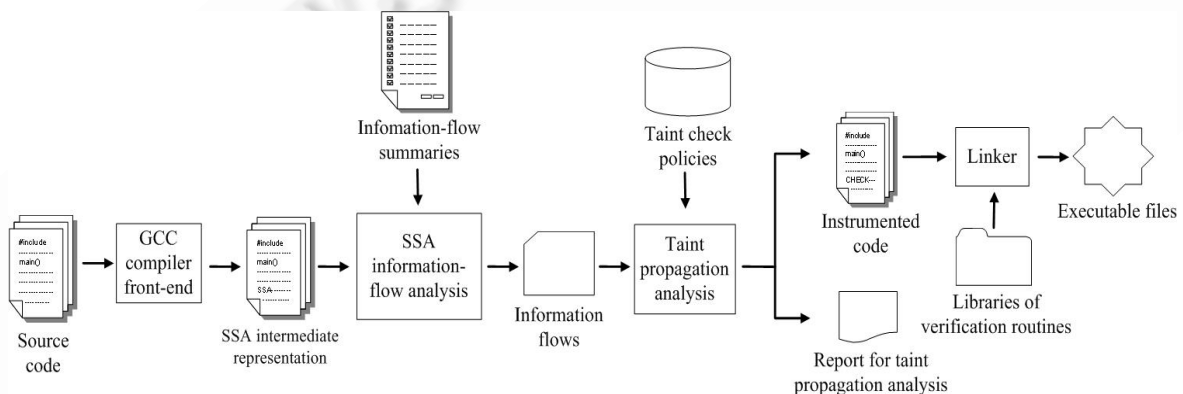 Infomation-flow
summaries
Taint check
policies
#include
main()
CHECK---
Instrumented
code
Linker
Executable files
Libraries of
verification routines
#include
main()
Source
code
GCC
compiler
front-end
#include
main()
SSA
SSA intermediate
representation
SSA
information-
flow analysis
Information
flows
Taint
propagation
analysis
Report for taint
propagation analysis